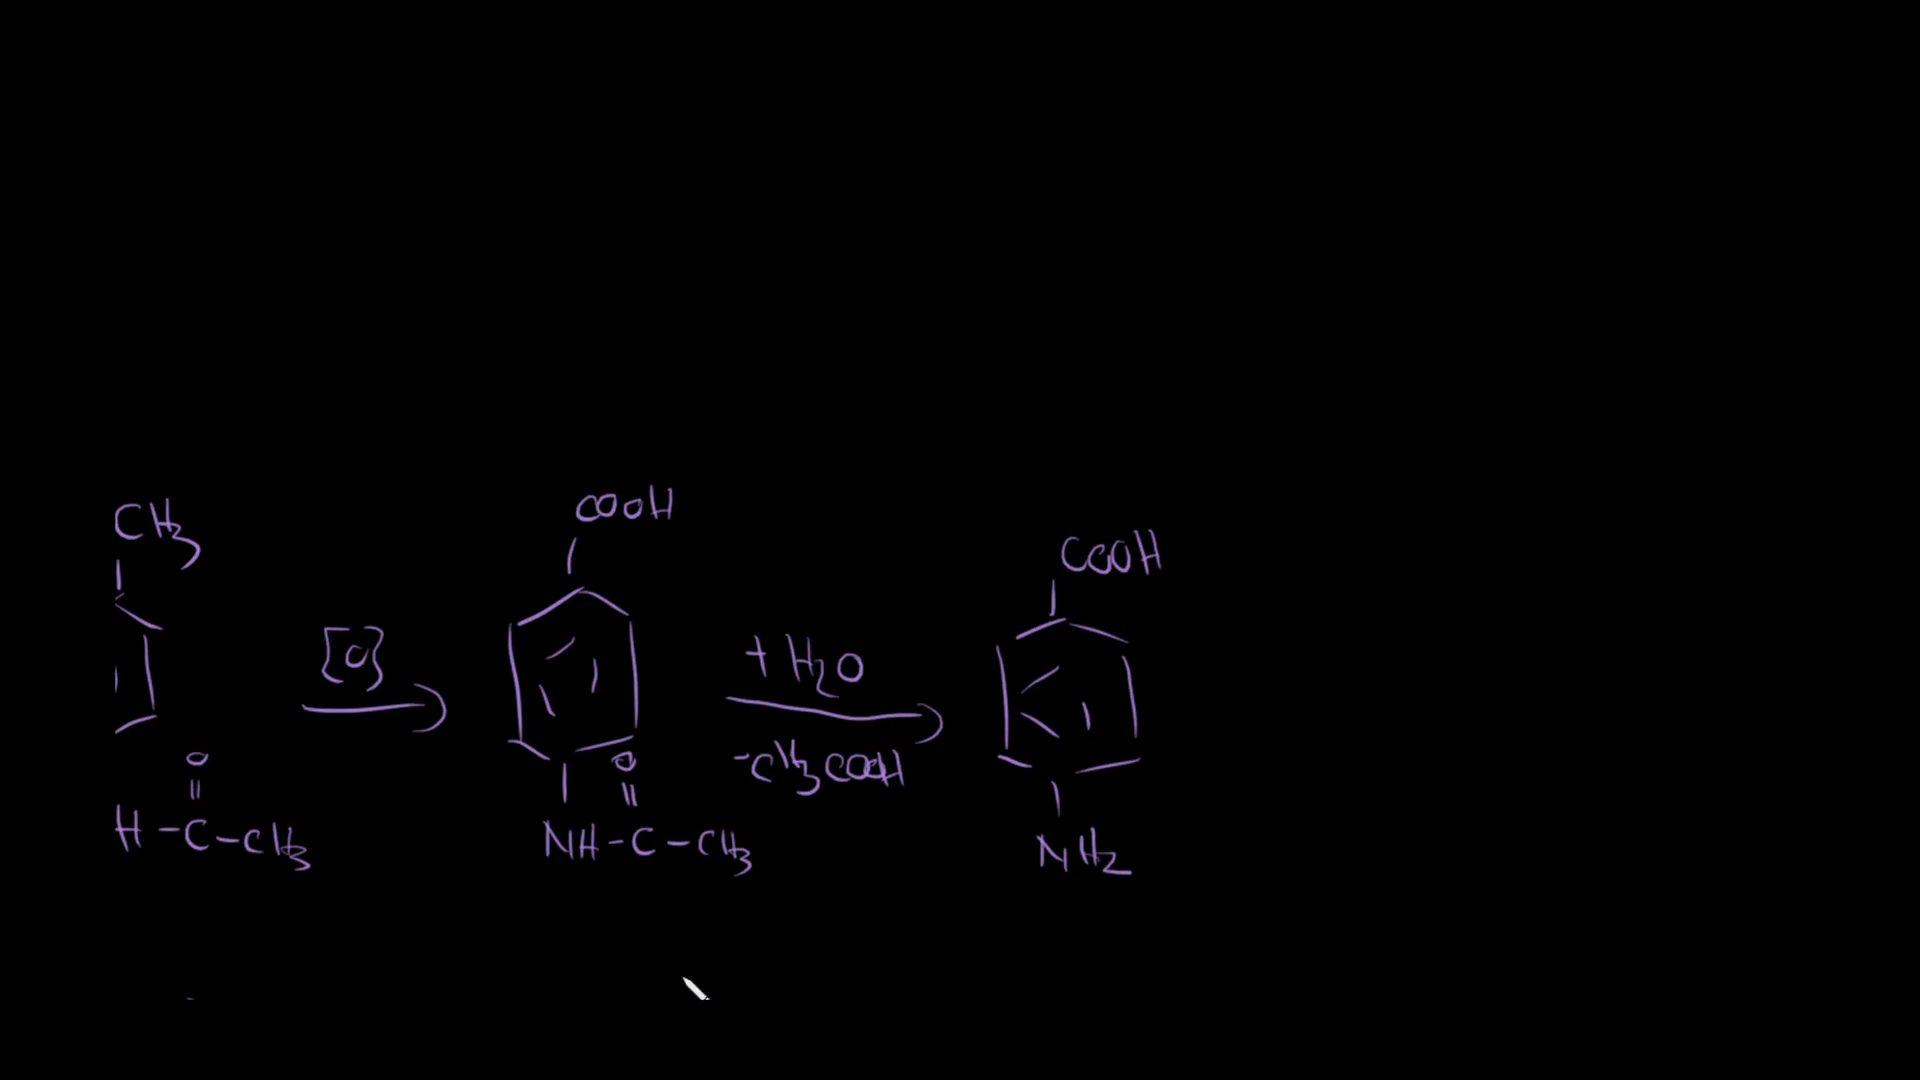 CH3
COOH
COOH
[O]
+ H2O
-CH3COOH
O
||
H-C-CH3
O
||
NH-C-CH3
NH2